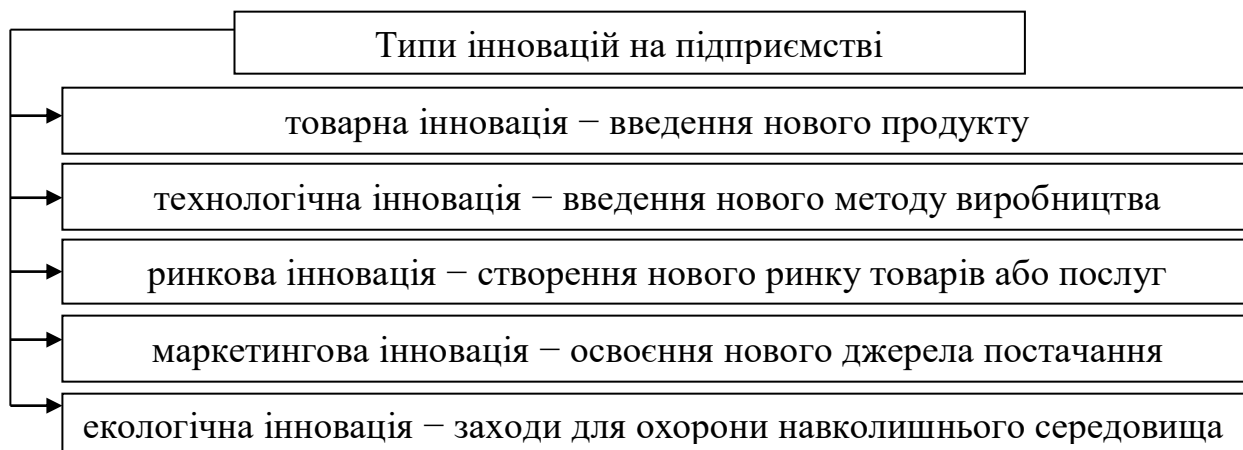 Типи інновацій на підприємстві
товарна інновація − введення нового продукту
технологічна інновація − введення нового методу виробництва
ринкова інновація − створення нового ринку товарів або послуг
маркетингова інновація − освоєння нового джерела постачання
екологічна інновація − заходи для охорони навколишнього середовища